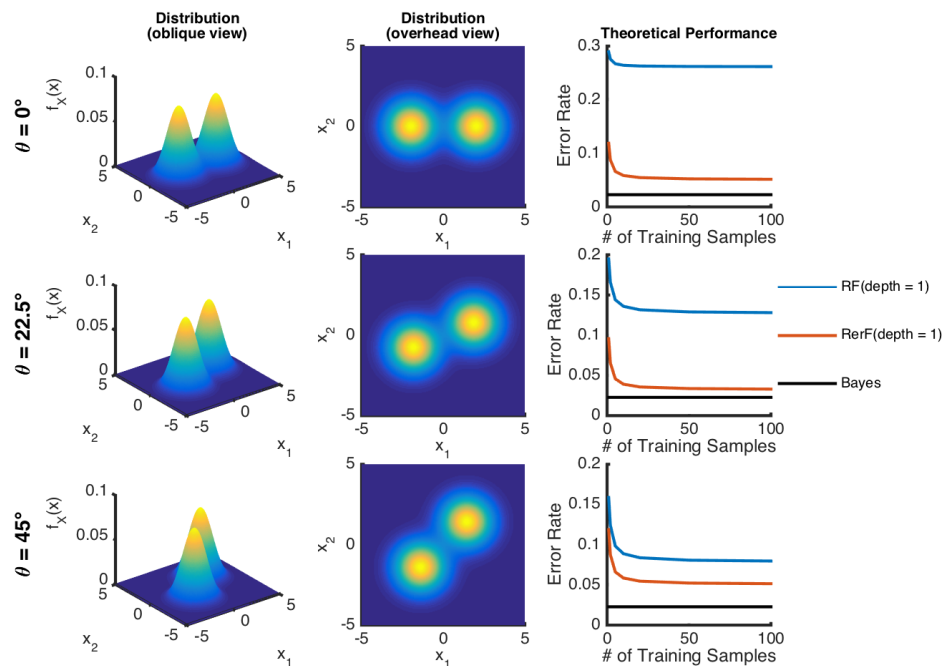 Distribution
(oblique view)
Distribution
(overhead view)
Theoretical Performance
θ = 0°
f_X(x)
0.1
0.05
0
5
0
-5
x_2
-5
0
5
x_1
x_2
5
0
-5
-5
0
5
x_1
Error Rate
0.3
0.2
0.1
0
0
50
100
# of Training Samples
θ = 22.5°
f_X(x)
0.1
0.05
0
5
0
-5
x_2
-5
0
5
x_1
x_2
5
0
-5
-5
0
5
x_1
Error Rate
0.2
0.15
0.1
0.05
0
0
50
100
# of Training Samples
RF(depth = 1)
RerF(depth = 1)
Bayes
θ = 45°
f_X(x)
0.1
0.05
0
5
0
-5
x_2
-5
0
5
x_1
x_2
5
0
-5
-5
0
5
x_1
Error Rate
0.2
0.15
0.1
0.05
0
0
50
100
# of Training Samples